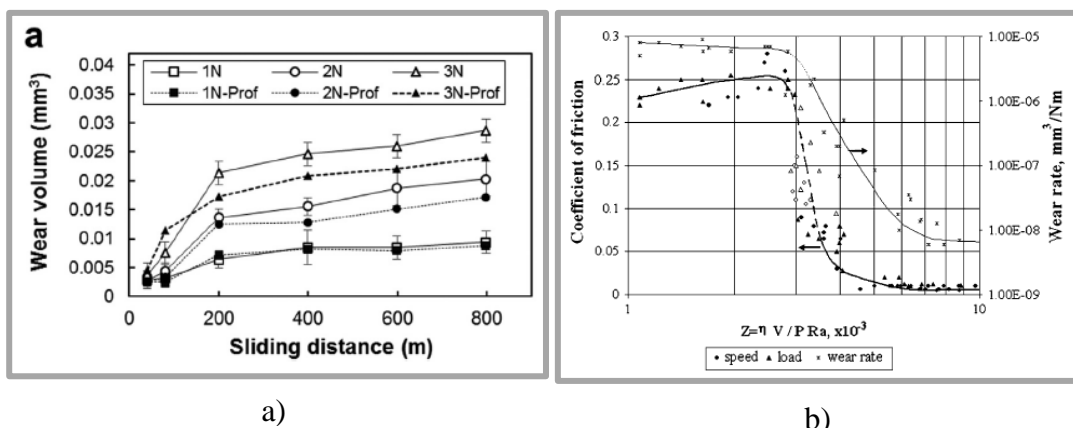 a
0.04
0.035
0.03
0.025
0.02
0.015
0.01
0.005
0
Wear volume (mm³)
1N 2N 3N
1N-Prof 2N-Prof 3N-Prof
0 200 400 600 800
Sliding distance (m)
a)
0.3
0.25
0.2
0.15
0.1
0.05
0
Coefficient of friction
1.00E-05
1.00E-06
1.00E-07
1.00E-08
1.00E-09
Wear rate, mm³/Nm
1 10
Z=η V / P Ra, x10⁻³
speed load wear rate
b)